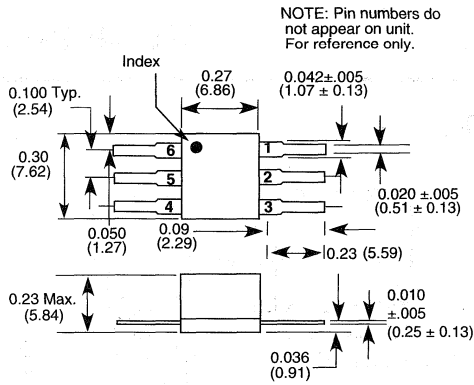 NOTE: Pin numbers do
not appear on unit.
For reference only.
Index
0.27
(6.86)
0.042±.005
(1.07 ± 0.13)
0.100 Typ.
(2.54)
0.30
(7.62)
6
1
5
2
4
3
0.020 ±.005
(0.51 ± 0.13)
0.050
(1.27)
0.09
(2.29)
0.23 (5.59)
0.23 Max.
(5.84)
0.010
±.005
(0.25 ± 0.13)
0.036
(0.91)